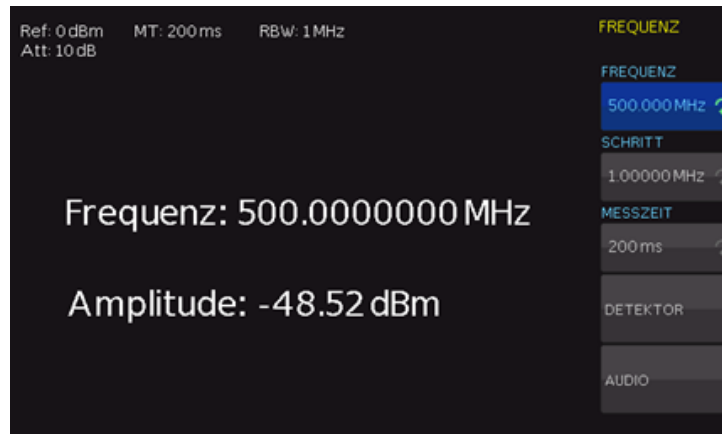 Ref: 0 dBm MT: 200 ms RBW: 1 MHz
Att: 10 dB
Frequenz: 500.0000000 MHz
Amplitude: -48.52 dBm
FREQUENZ
FREQUENZ
500.000 MHz
SCHRITT
1.00000 MHz
MESSZEIT
200 ms
DETEKTOR
AUDIO